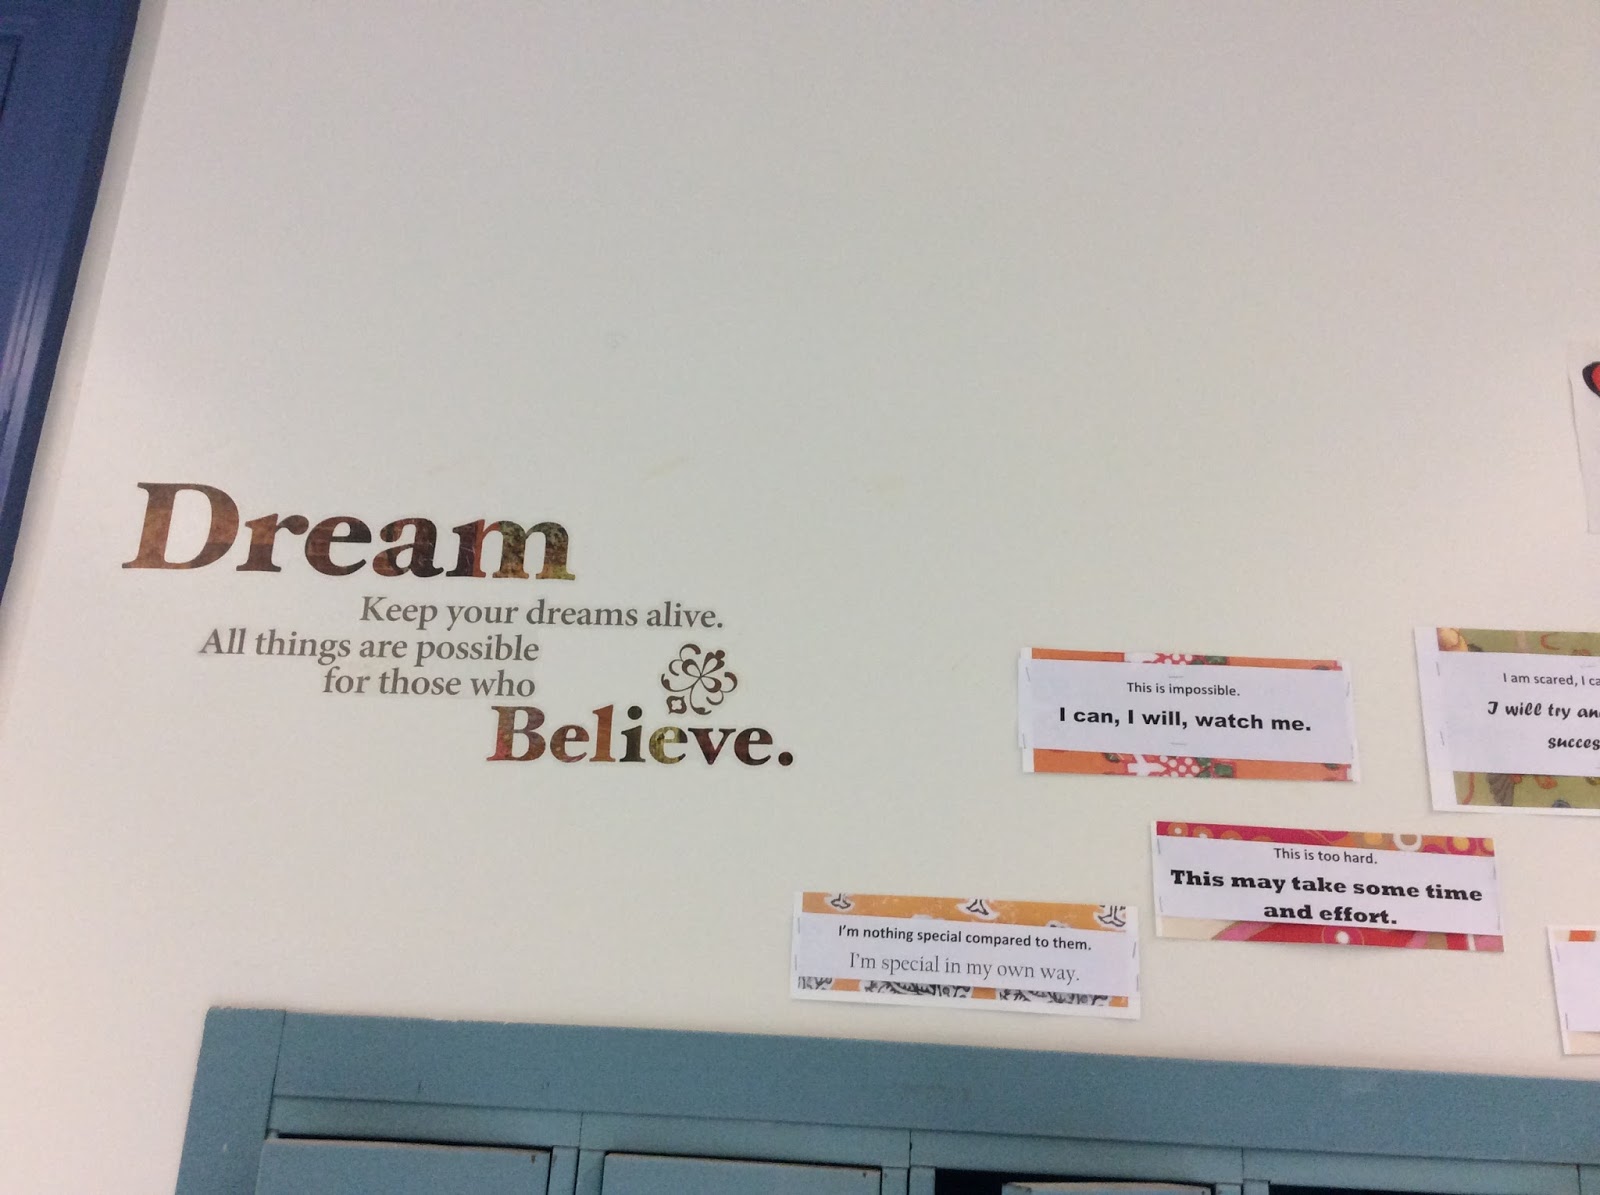 Dream
Keep your dreams alive.
All things are possible
for those who
Believe.
This is impossible.
I can, I will, watch me.
I am scared, I
I will try
This is too hard.
This may take some time
and effort.
I'm nothing special compared to them.
I'm special in my own way.